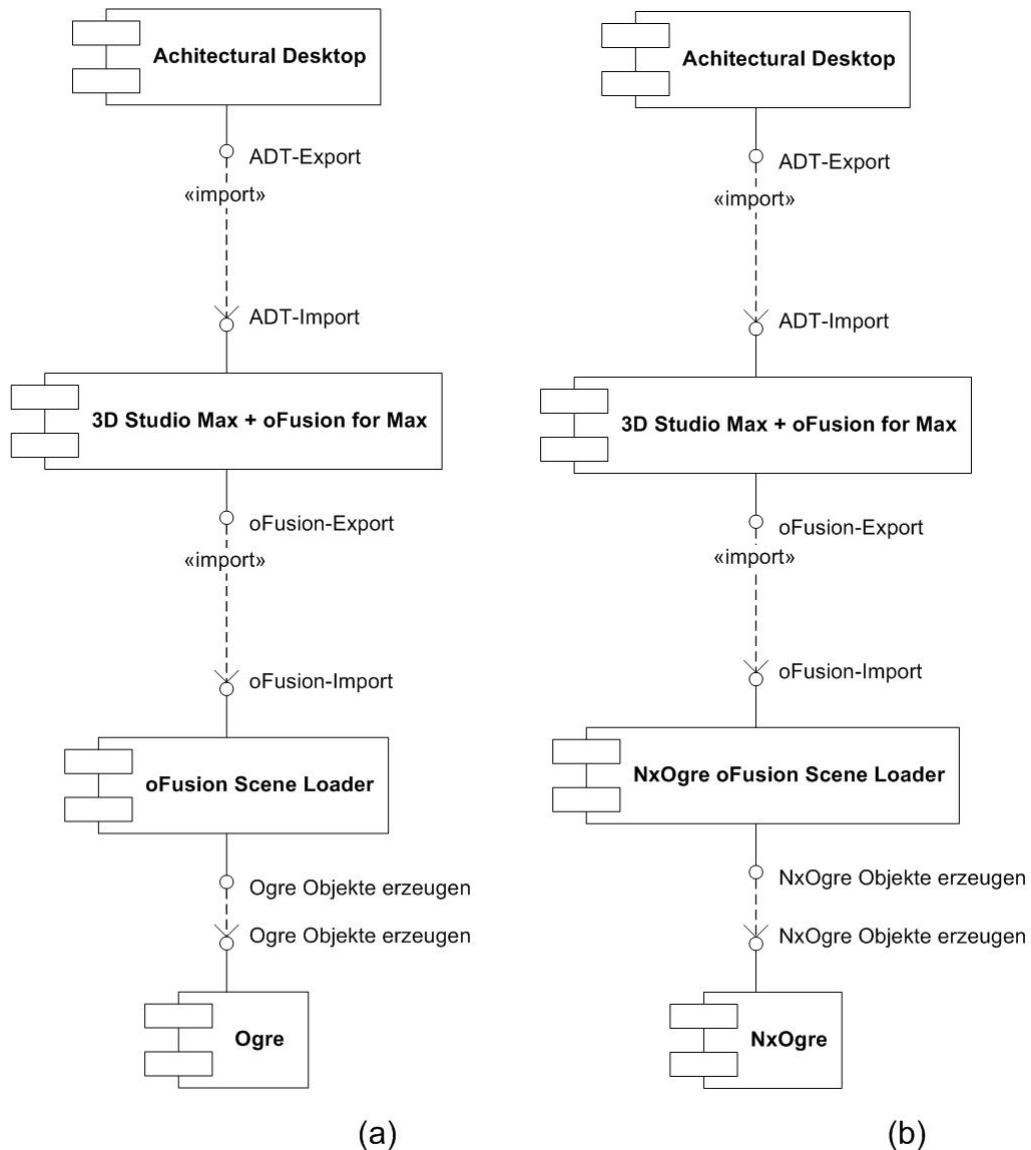 Achitectural Desktop
ADT-Export
«import»
ADT-Import
3D Studio Max + oFusion for Max
oFusion-Export
«import»
oFusion-Import
oFusion Scene Loader
Ogre Objekte erzeugen
Ogre Objekte erzeugen
Ogre
(a)
Achitectural Desktop
ADT-Export
«import»
ADT-Import
3D Studio Max + oFusion for Max
oFusion-Export
«import»
oFusion-Import
NxOgre oFusion Scene Loader
NxOgre Objekte erzeugen
NxOgre Objekte erzeugen
NxOgre
(b)